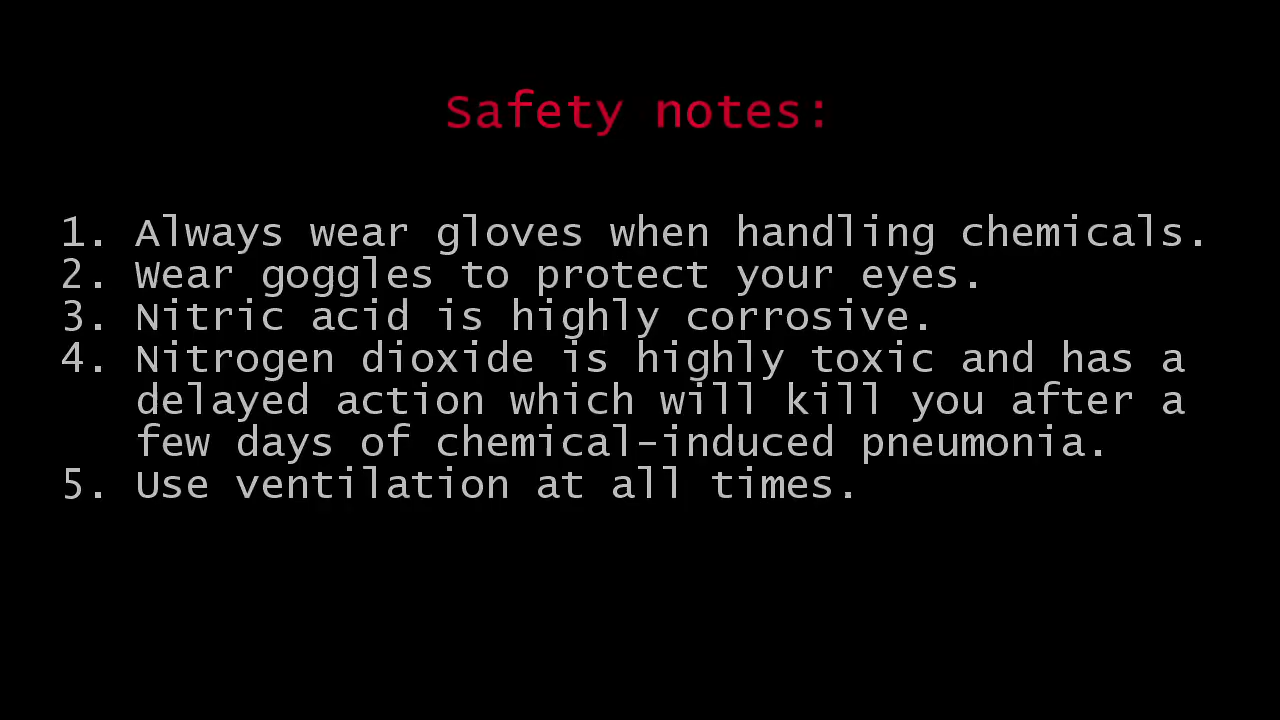 Safety notes:
1. Always wear gloves when handling chemicals.
2. Wear goggles to protect your eyes.
3. Nitric acid is highly corrosive.
4. Nitrogen dioxide is highly toxic and has a
delayed action which will kill you after a
few days of chemical-induced pneumonia.
5. Use ventilation at all times.